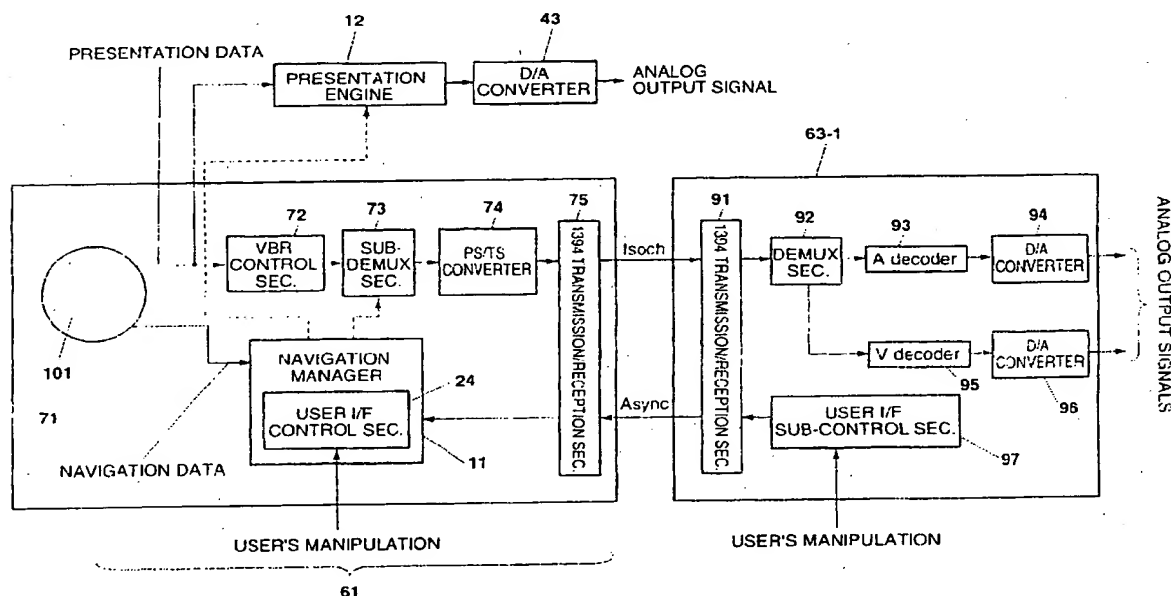 12
43
PRESENTATION DATA
PRESENTATION
ENGINE
D/A
CONVERTER
ANALOG
OUTPUT SIGNAL
63-1
72
73
74
75
VBR
CONTROL
SEC.
SUB-
DEMUX
SEC.
PS/TS
CONVERTER
1394 TRANSMISSION/RECEPTION SEC.
Isoch
91
92
93
94
1394 TRANSMISSION/RECEPTION SEC.
DEMUX
SEC.
A decoder
D/A
CONVERTER
V decoder
D/A
CONVERTER
95
96
ANALOG OUTPUT SIGNALS
101
71
NAVIGATION
MANAGER
24
USER I/F
CONTROL SEC.
11
Async
USER I/F
SUB-CONTROL SEC.
97
NAVIGATION DATA
USER'S MANIPULATION
USER'S MANIPULATION
61